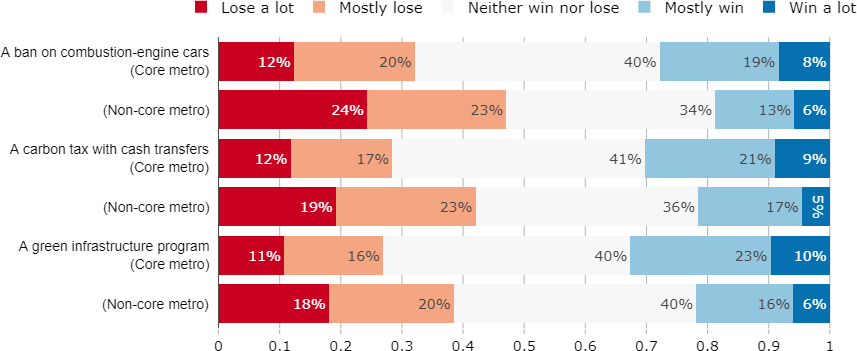 Lose a lot Mostly lose Neither win nor lose Mostly win Win a lot
A ban on combustion-engine cars
(Core metro)
12% 20% 40% 19% 8%
(Non-core metro) 24% 23% 34% 13% 6%
A carbon tax with cash transfers
(Core metro)
12% 17% 41% 21% 9%
(Non-core metro) 19% 23% 36% 17% 5%
A green infrastructure program
(Core metro)
11% 16% 40% 23% 10%
(Non-core metro) 18% 20% 40% 16% 6%
0 0.1 0.2 0.3 0.4 0.5 0.6 0.7 0.8 0.9 1